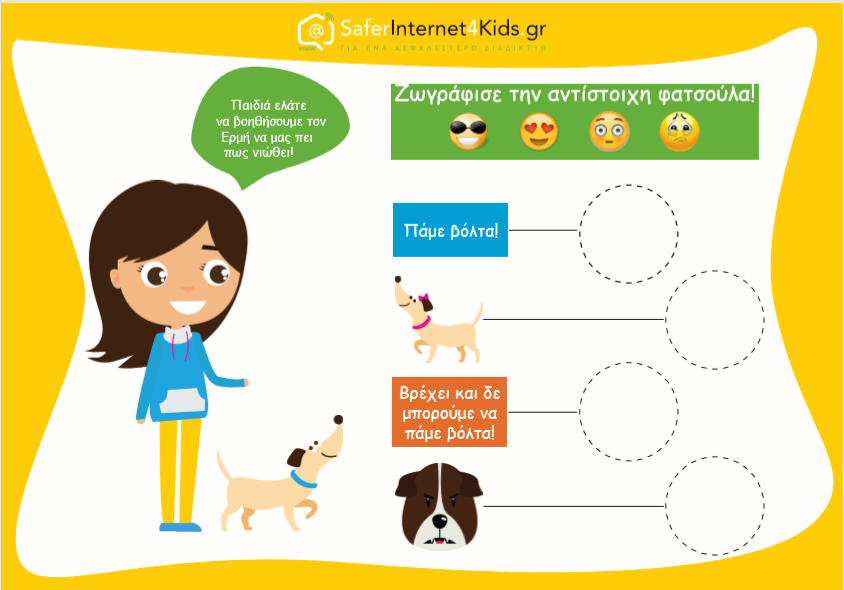 SaferInternet4Kids.gr
ΓΙΑ ΕΝΑ ΑΣΦΑΛΕΣΤΕΡΟ ΔΙΑΔΙΚΤΥΟ
@
www
Παιδιά ελάτε
να βοηθήσουμε τον
Ερμή να μας πει
πως νιώθει!
Ζωγράφισε την αντίστοιχη φατσούλα!
Πάμε βόλτα!
Βρέχει και δε
μπορούμε να
πάμε βόλτα!